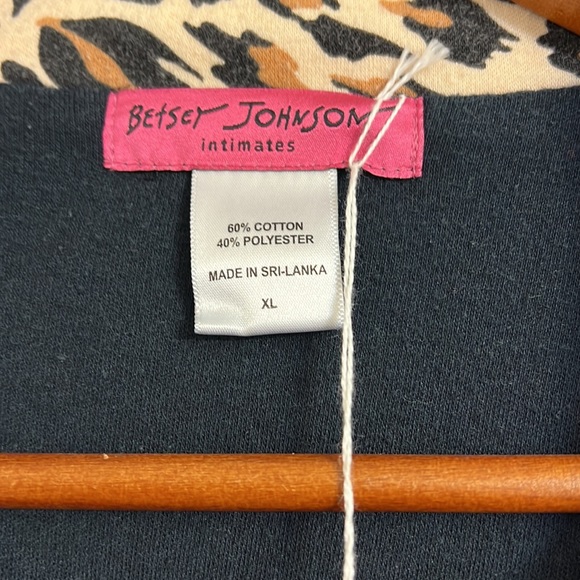 BETSEY JOHNSON
intimates
60% COTTON
40% POLYESTER
MADE IN SRI-LANKA
XL